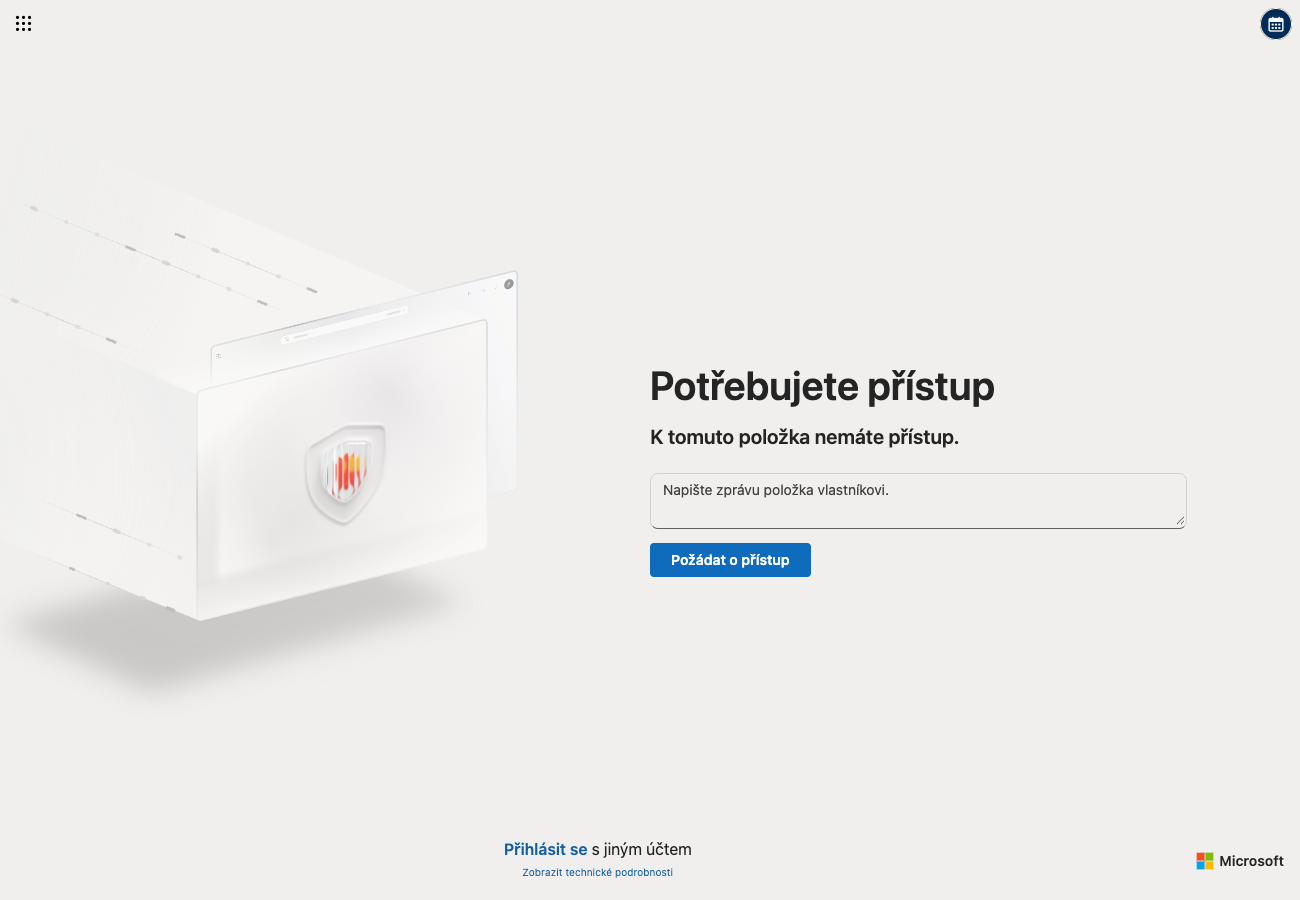 Potřebujete přístup
K tomuto položka nemáte přístup.
Napište zprávu položka vlastníkovi.
Požádat o přístup
Přihlásit se s jiným účtem
Zobrazit technické podrobnosti
Microsoft